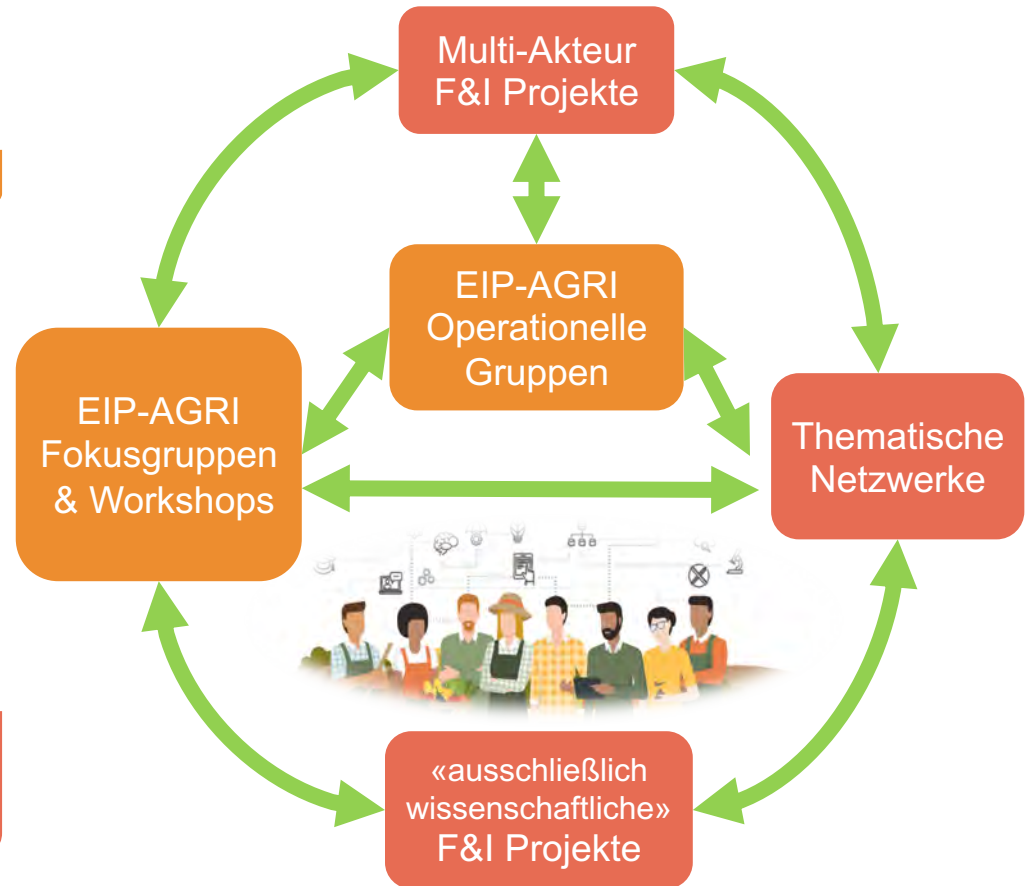 Multi-Akteur
F&I Projekte
EIP-AGRI
Operationelle
Gruppen
EIP-AGRI
Fokusgruppen
& Workshops
Thematische
Netzwerke
«ausschließlich
wissenschaftliche»
F&I Projekte